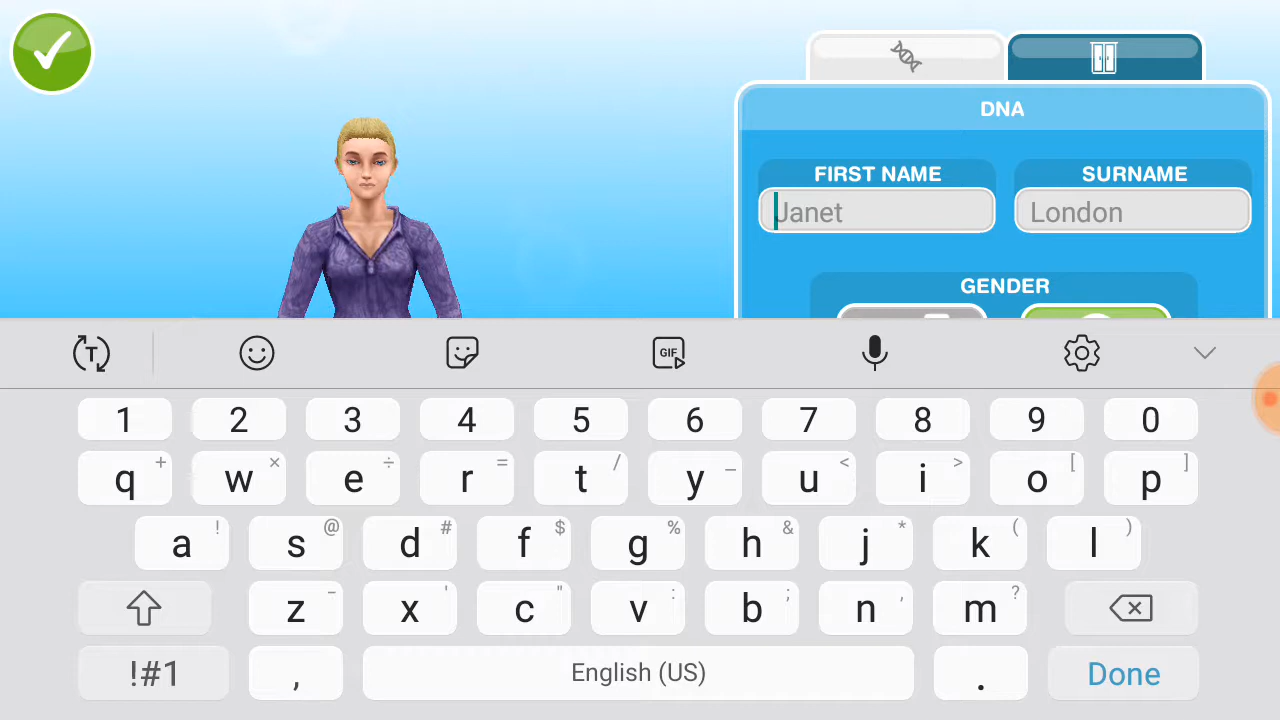 DNA
FIRST NAME SURNAME
Janet London
GENDER
T GIF
1 2 3 4 5 6 7 8 9 0
q + w × e ÷ r = t / y _ u < i > o [ p ]
a ! s @ d # f $ g % h & j * k ( l )
z - x ' c " v : b ; n , m ?
!#1 , English (US) . Done